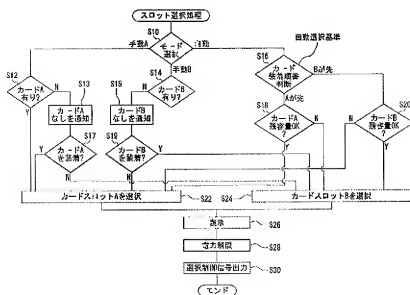 スロット選択処理
S10
モード
選択
手動A
自動
手動B
自動選択基準
S12
カードA
有り?
N
Y
S13
カードA
なしを通知
S14
カードB
有り?
N
Y
S15
カードB
なしを通知
S16
カード
装着順番
判断
Bが先
Aが先
S17
カードA
を装着?
Y
N
S18
カードA
残容量OK
?
N
Y
S19
カードB
を装着?
Y
N
S20
カードB
残容量OK
?
N
Y
カードスロットAを選択
S22
S24
カードスロットBを選択
表示
S26
S28
選択制御信号出力
S30
エンド